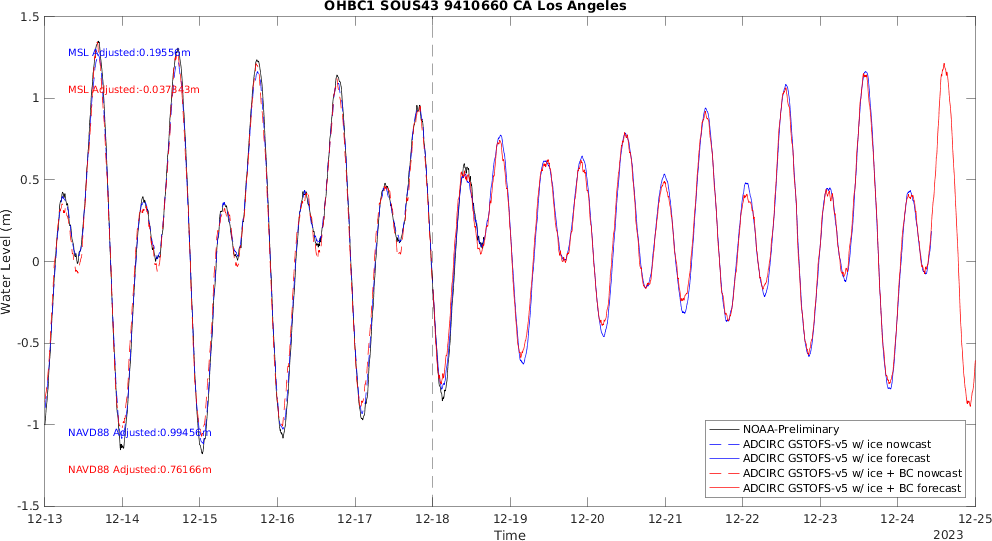 OHBC1 SOUS43 9410660 CA Los Angeles
1.5
1
0.5
0
-0.5
-1
-1.5
Water Level (m)
MSL Adjusted:0.1955 m
MSL Adjusted:-0.037343m
NAVD88 Adjusted:0.99456m
NAVD88 Adjusted:0.76166m
NOAA-Preliminary
ADCIRC GSTOFS-v5 w/ ice nowcast
ADCIRC GSTOFS-v5 w/ ice forecast
ADCIRC GSTOFS-v5 w/ ice + BC nowcast
ADCIRC GSTOFS-v5 w/ ice + BC forecast
12-13 12-14 12-15 12-16 12-17 12-18 12-19 12-20 12-21 12-22 12-23 12-24 12-25
Time
2023